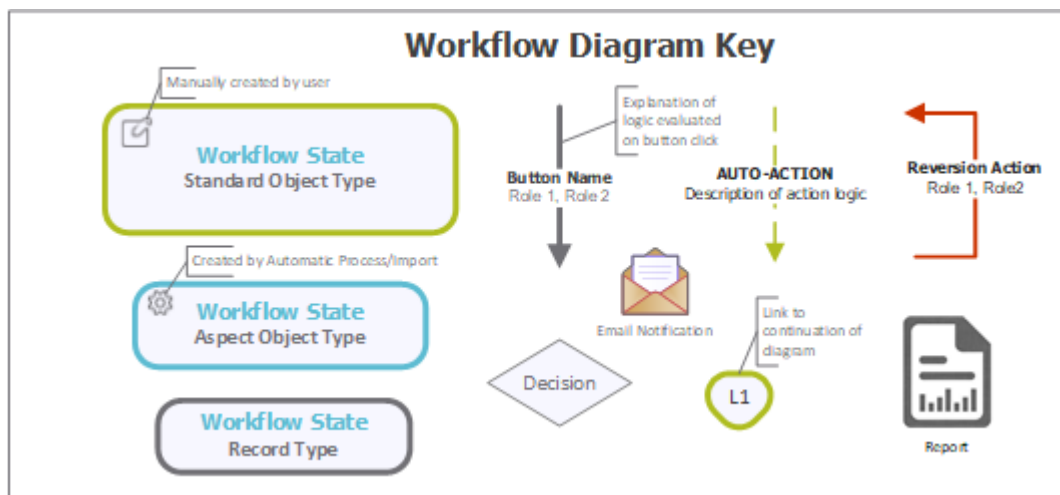 Workflow Diagram Key
Manually created by user
Workflow State
Standard Object Type
Explanation of
logic evaluated
on button click
Button Name
Role 1, Role 2
AUTO-ACTION
Description of action logic
Reversion Action
Role 1, Role2
Created by Automatic Process/Import
Workflow State
Aspect Object Type
Email Notification
Link to
continuation of
diagram
Decision
L1
Workflow State
Record Type
Report